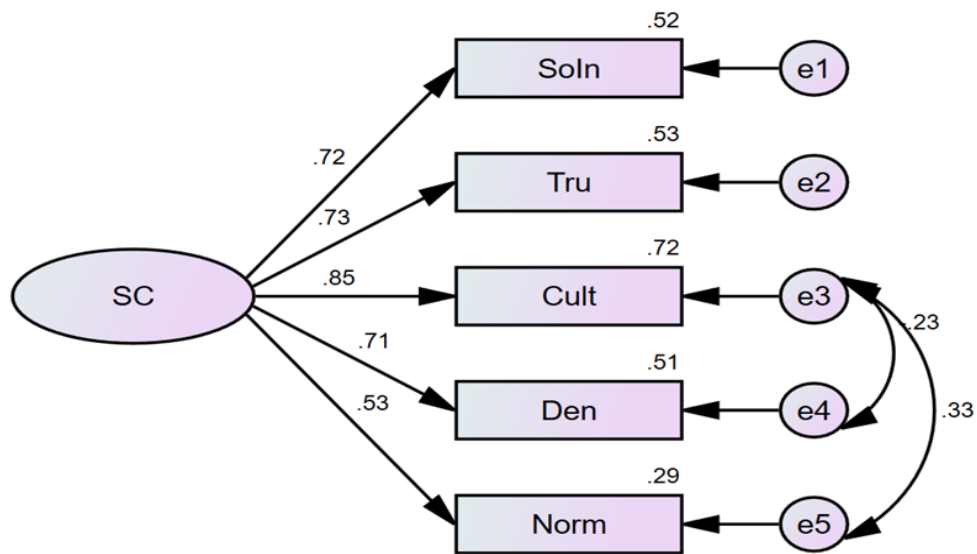 .52
SoIn
e1
.72
.53
Tru
e2
.73
.72
SC
.85
Cult
e3
-.23
.71
.51
Den
e4
.53
.33
.29
Norm
e5